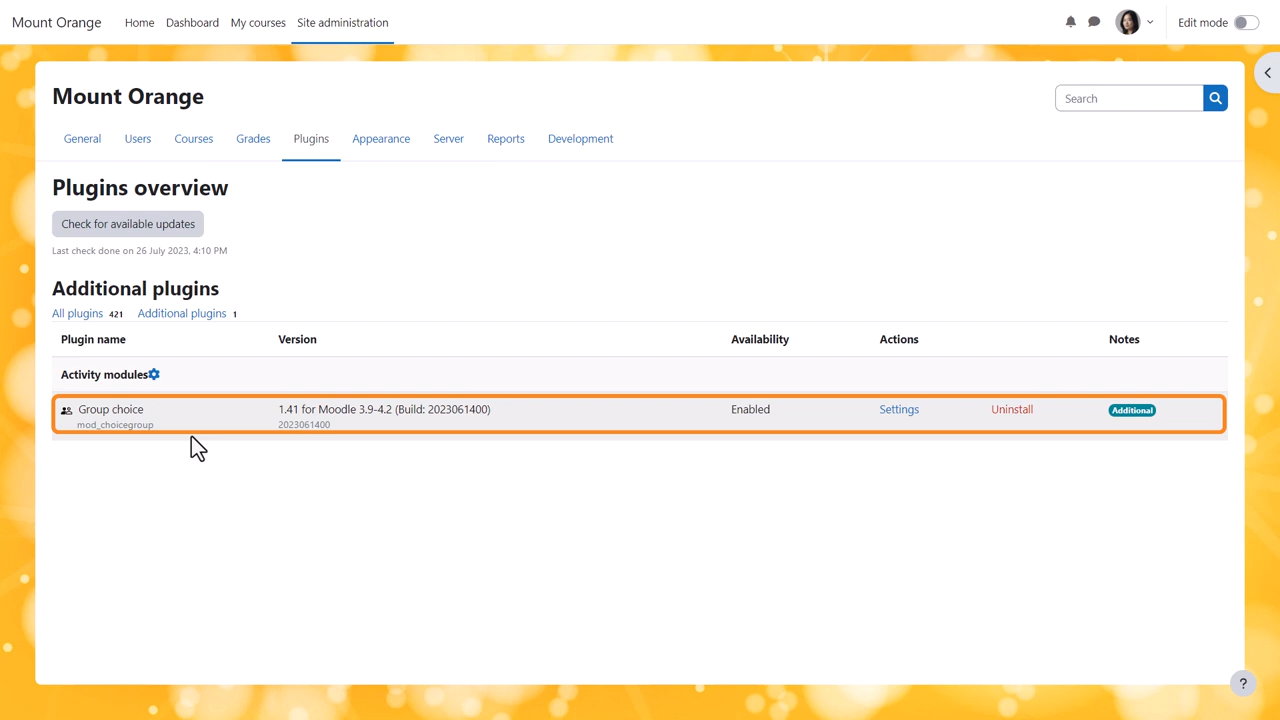 Mount Orange Home Dashboard My courses Site administration Edit mode
Mount Orange
Search
General Users Courses Grades Plugins Appearance Server Reports Development
Plugins overview
Check for available updates
Last check done on 26 July 2023, 4:10 PM
Additional plugins
All plugins 421 Additional plugins 1
Plugin name Version Availability Actions Notes
Activity modules
Group choice 1.41 for Moodle 3.9-4.2 (Build: 2023061400) Enabled Settings Uninstall Additional
mod_choicegroup 2023061400
?